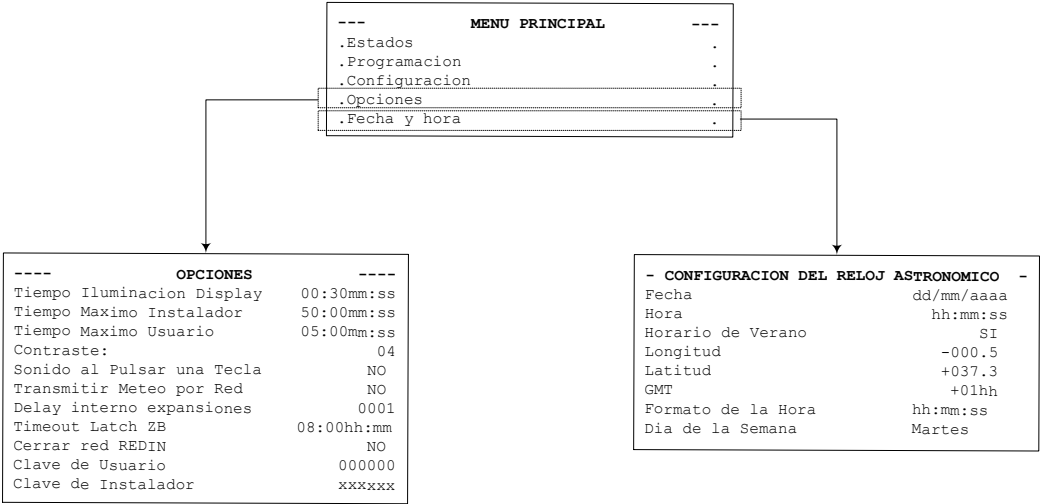 --- MENU PRINCIPAL ---
.Estados .
.Programacion .
.Configuracion .
.Opciones .
.Fecha y hora .
---- OPCIONES ----
Tiempo Iluminacion Display 00:30mm:ss
Tiempo Maximo Instalador 50:00mm:ss
Tiempo Maximo Usuario 05:00mm:ss
Contraste: 04
Sonido al Pulsar una Tecla NO
Transmitir Meteo por Red NO
Delay interno expansiones 0001
Timeout Latch ZB 08:00hh:mm
Cerrar red REDIN NO
Clave de Usuario 000000
Clave de Instalador xxxxxx
- CONFIGURACION DEL RELOJ ASTRONOMICO -
Fecha dd/mm/aaaa
Hora hh:mm:ss
Horario de Verano SI
Longitud -000.5
Latitud +037.3
GMT +01hh
Formato de la Hora hh:mm:ss
Dia de la Semana Martes